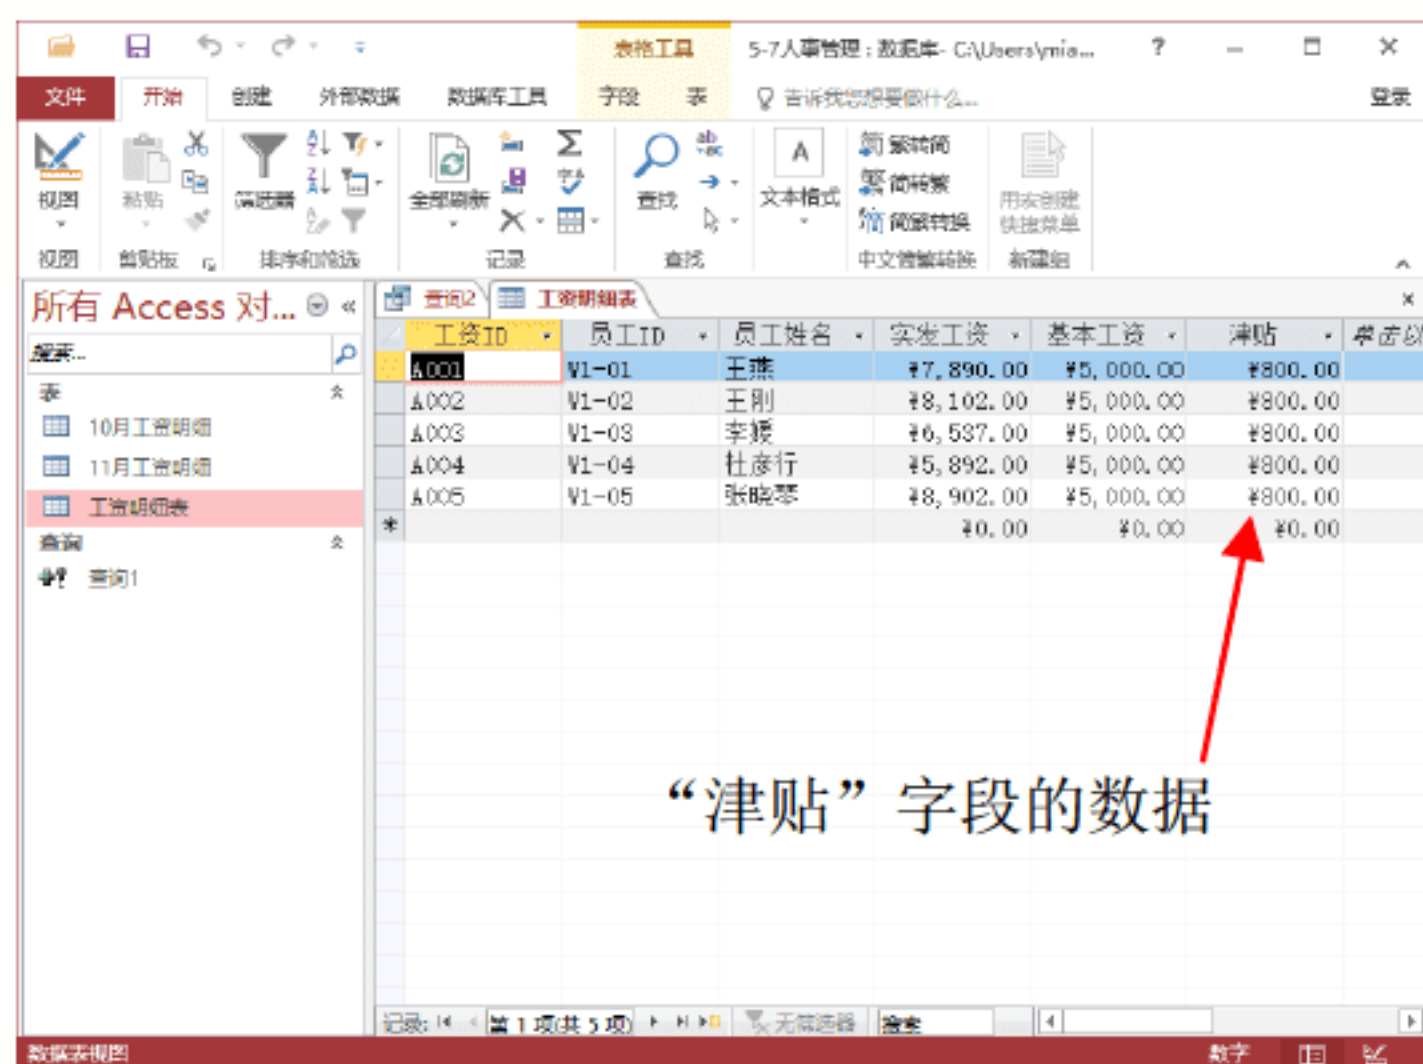 表格工具
5-7人事管理：数据库- C:\Users\mia...
?
文件 开始 创建 外部数据 数据库工具 字段 表 告诉我您想要做什么... 登录
视图 粘贴 筛选器 全部刷新 查找 文本格式 繁转简 简转繁 简繁转换 用户创建快捷菜单
视图 剪贴板 排序和筛选 记录 查找 中文简繁转换 新建组
所有 Access 对...
搜索...
表
10月工资明细
11月工资明细
工资明细表
查询
查询1
查询2 工资明细表
工资ID 员工ID 员工姓名 实发工资 基本工资 津贴 单击以
A001 V1-01 王燕 ¥7,890.00 ¥5,000.00 ¥800.00
A002 V1-02 王刚 ¥8,102.00 ¥5,000.00 ¥800.00
A003 V1-03 李媛 ¥6,537.00 ¥5,000.00 ¥800.00
A004 V1-04 杜彦行 ¥5,892.00 ¥5,000.00 ¥800.00
A005 V1-05 张晓琴 ¥8,902.00 ¥5,000.00 ¥800.00
* ¥0.00 ¥0.00 ¥0.00
“津贴”字段的数据
记录: 第 1 项(共 5 项) 无筛选器 搜索
数据表视图 数字